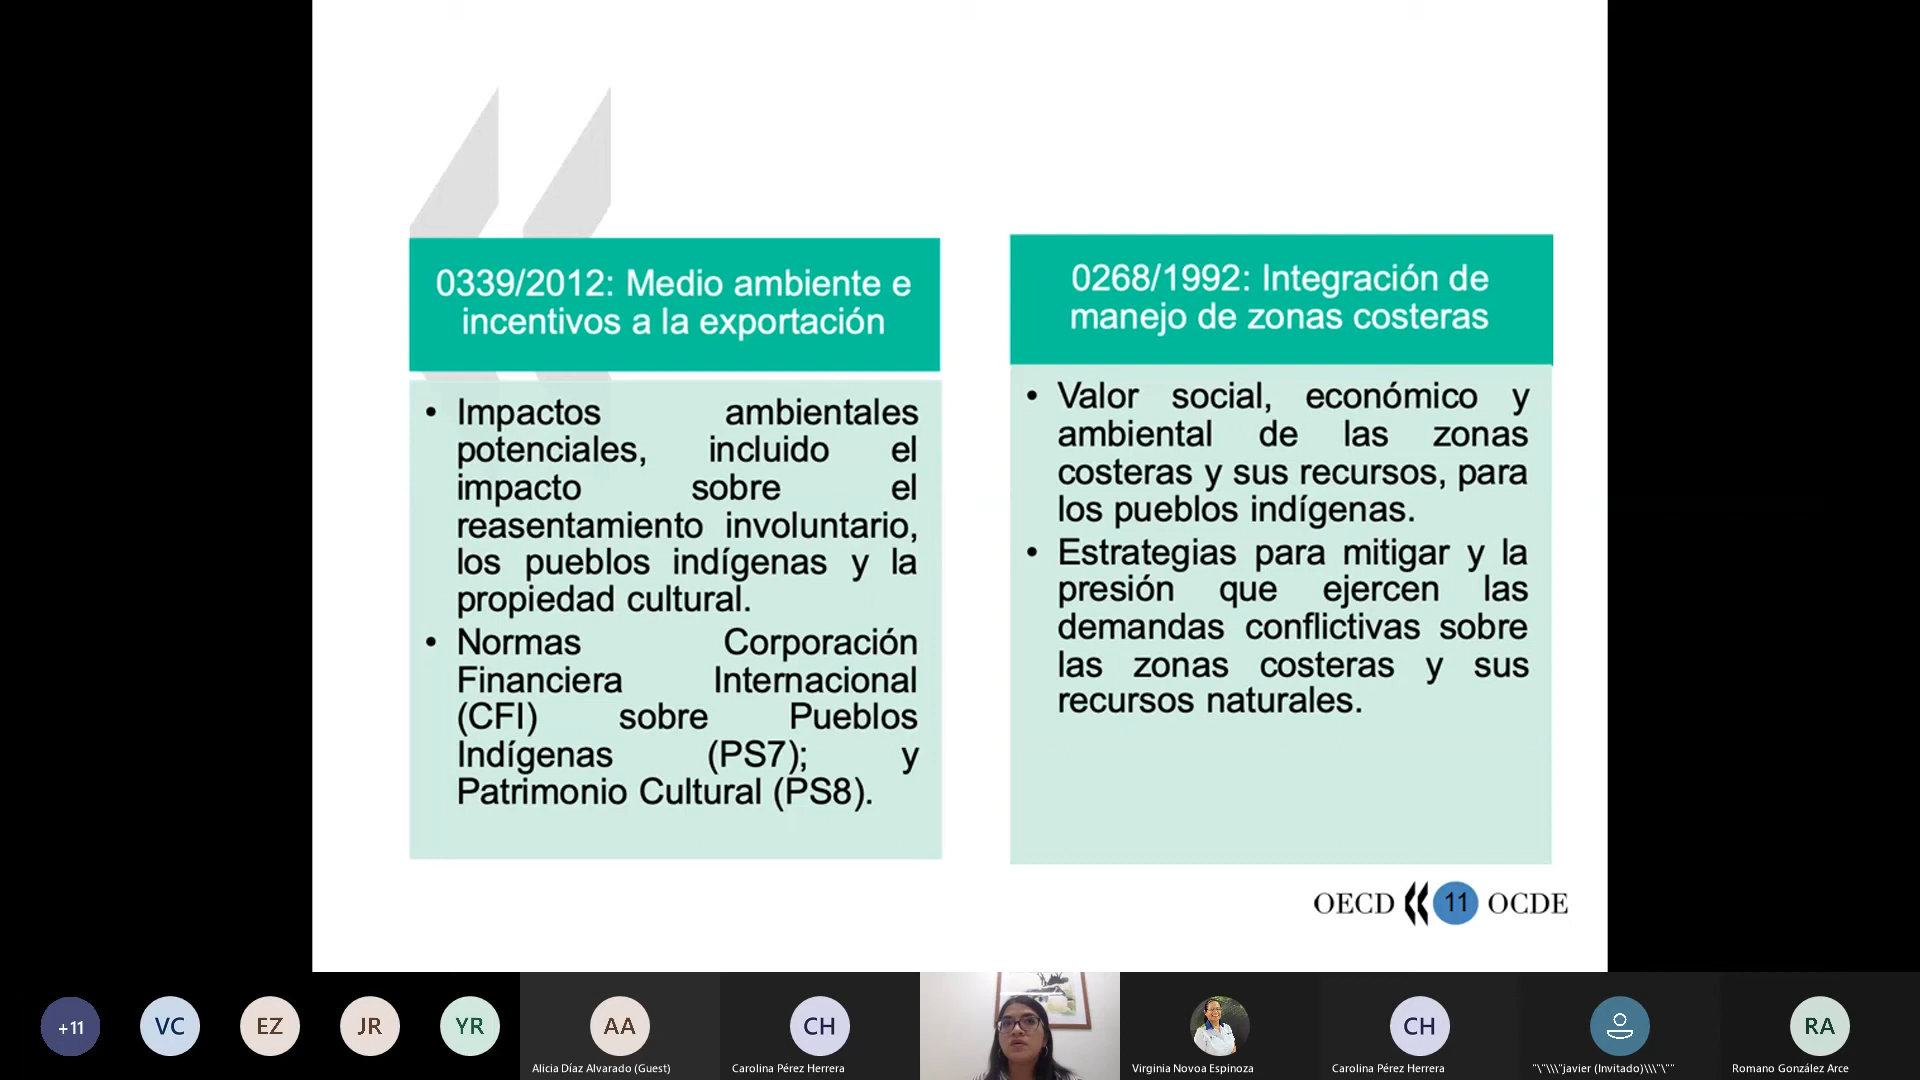 0339/2012: Medio ambiente e
incentivos a la exportación
• Impactos ambientales
potenciales, incluido el
impacto sobre el
reasentamiento involuntario,
los pueblos indígenas y la
propiedad cultural.
• Normas Corporación
Financiera Internacional
(CFI) sobre Pueblos
Indígenas (PS7); y
Patrimonio Cultural (PS8).
0268/1992: Integración de
manejo de zonas costeras
• Valor social, económico y
ambiental de las zonas
costeras y sus recursos, para
los pueblos indígenas.
• Estrategias para mitigar y la
presión que ejercen las
demandas conflictivas sobre
las zonas costeras y sus
recursos naturales.
OECD 11 OCDE
+11
VC
EZ
JR
YR
AA
Alicia Díaz Alvarado (Guest)
CH
Carolina Pérez Herrera
Virginia Novoa Espinoza
CH
Carolina Pérez Herrera
"\"\\\"javier (Invitado)\\\"\""
RA
Romano González Arce